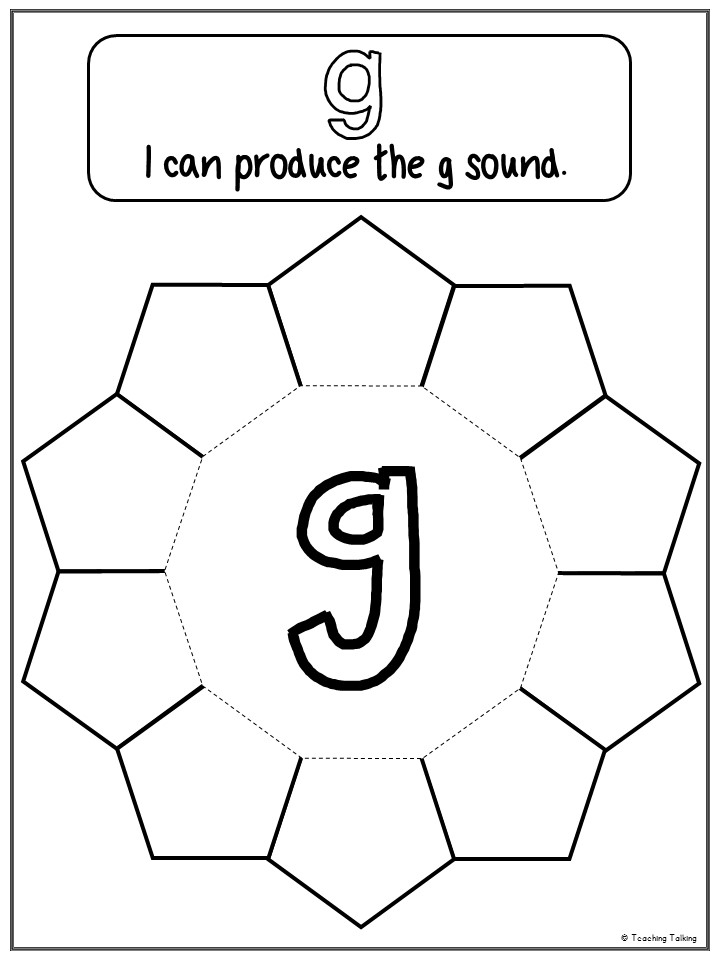 g
I can produce the g sound.
g
© Teaching Talking